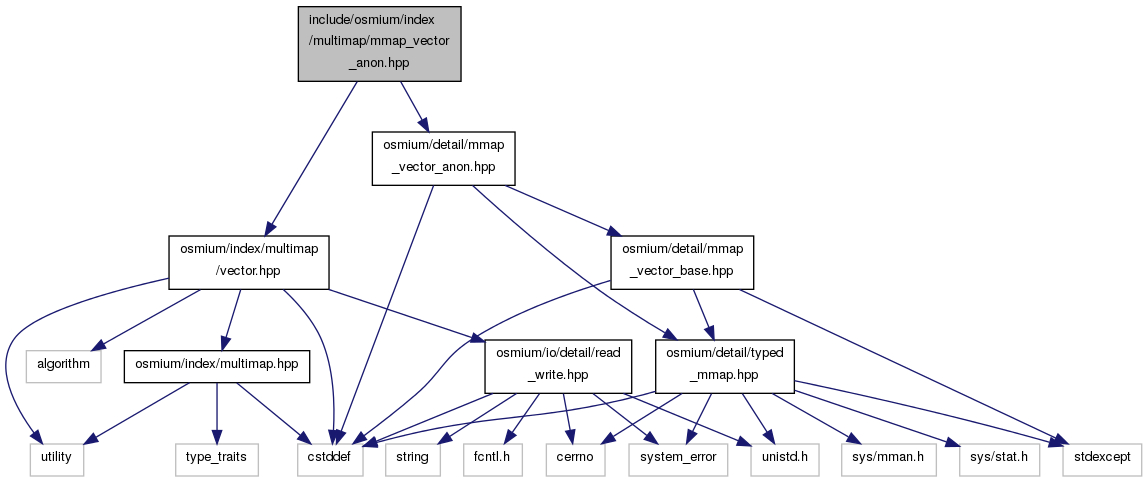 include/osmium/index
/multimap/mmap_vector
_anon.hpp
osmium/detail/mmap
_vector_anon.hpp
osmium/index/multimap
/vector.hpp
osmium/detail/mmap
_vector_base.hpp
algorithm
osmium/index/multimap.hpp
osmium/io/detail/read
_write.hpp
osmium/detail/typed
_mmap.hpp
utility
type_traits
cstddef
string
fcntl.h
cerrno
system_error
unistd.h
sys/mman.h
sys/stat.h
stdexcept